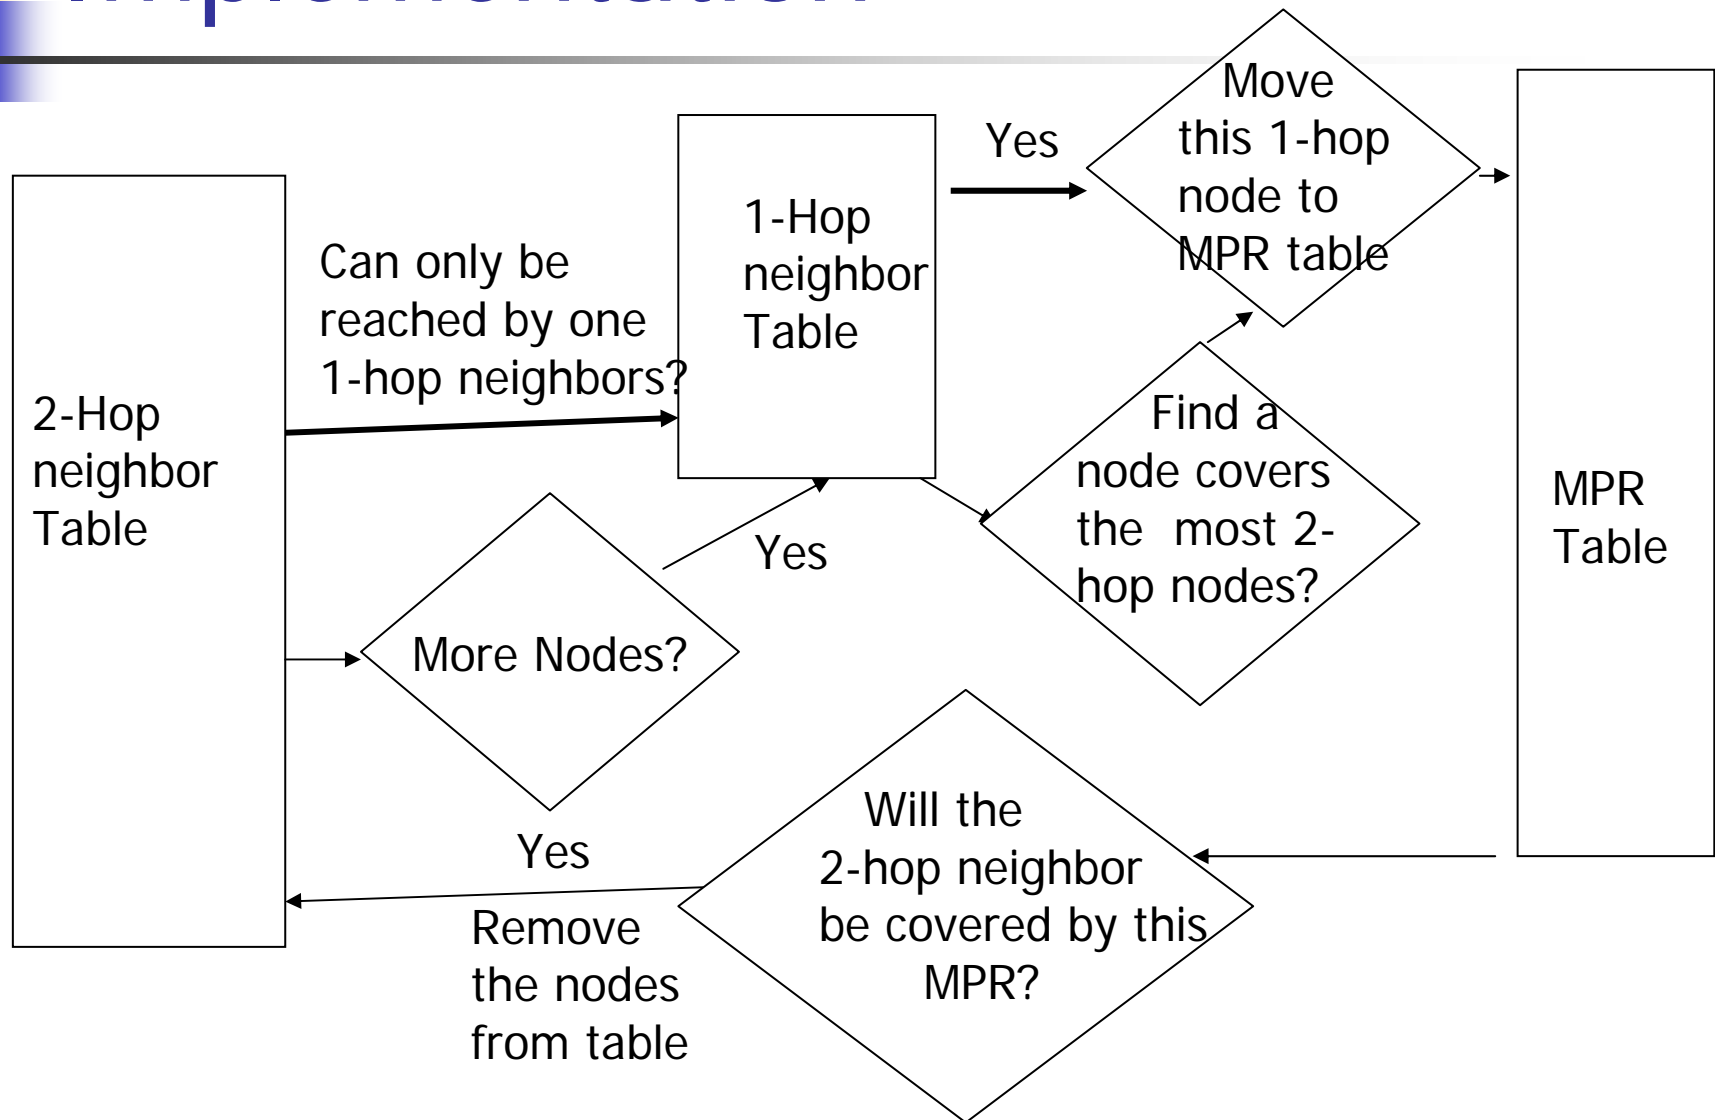 Implementation
2-Hop
neighbor
Table
Can only be
reached by one
1-hop neighbors?
1-Hop
neighbor
Table
Yes
Move
this 1-hop
node to
MPR table
Find a
node covers
the most 2-
hop nodes?
MPR
Table
More Nodes?
Yes
Will the
2-hop neighbor
be covered by this
MPR?
Yes
Remove
the nodes
from table